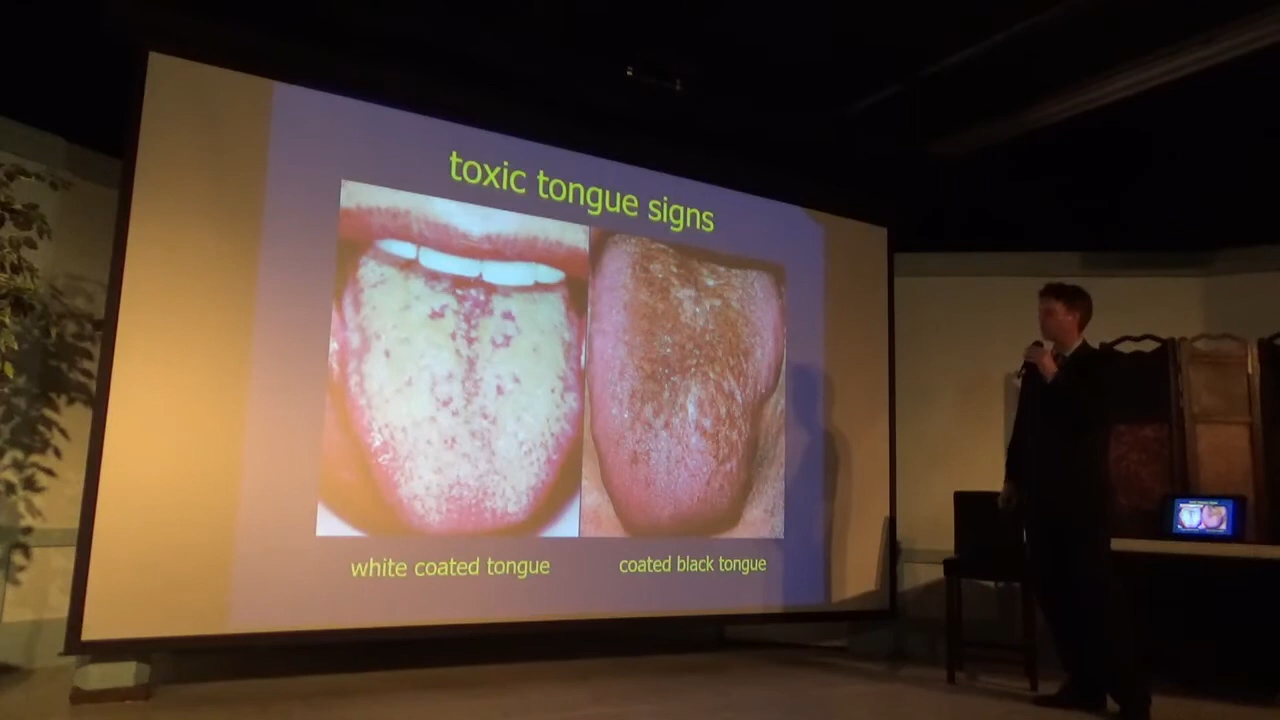 toxic tongue signs
white coated tongue
coated black tongue